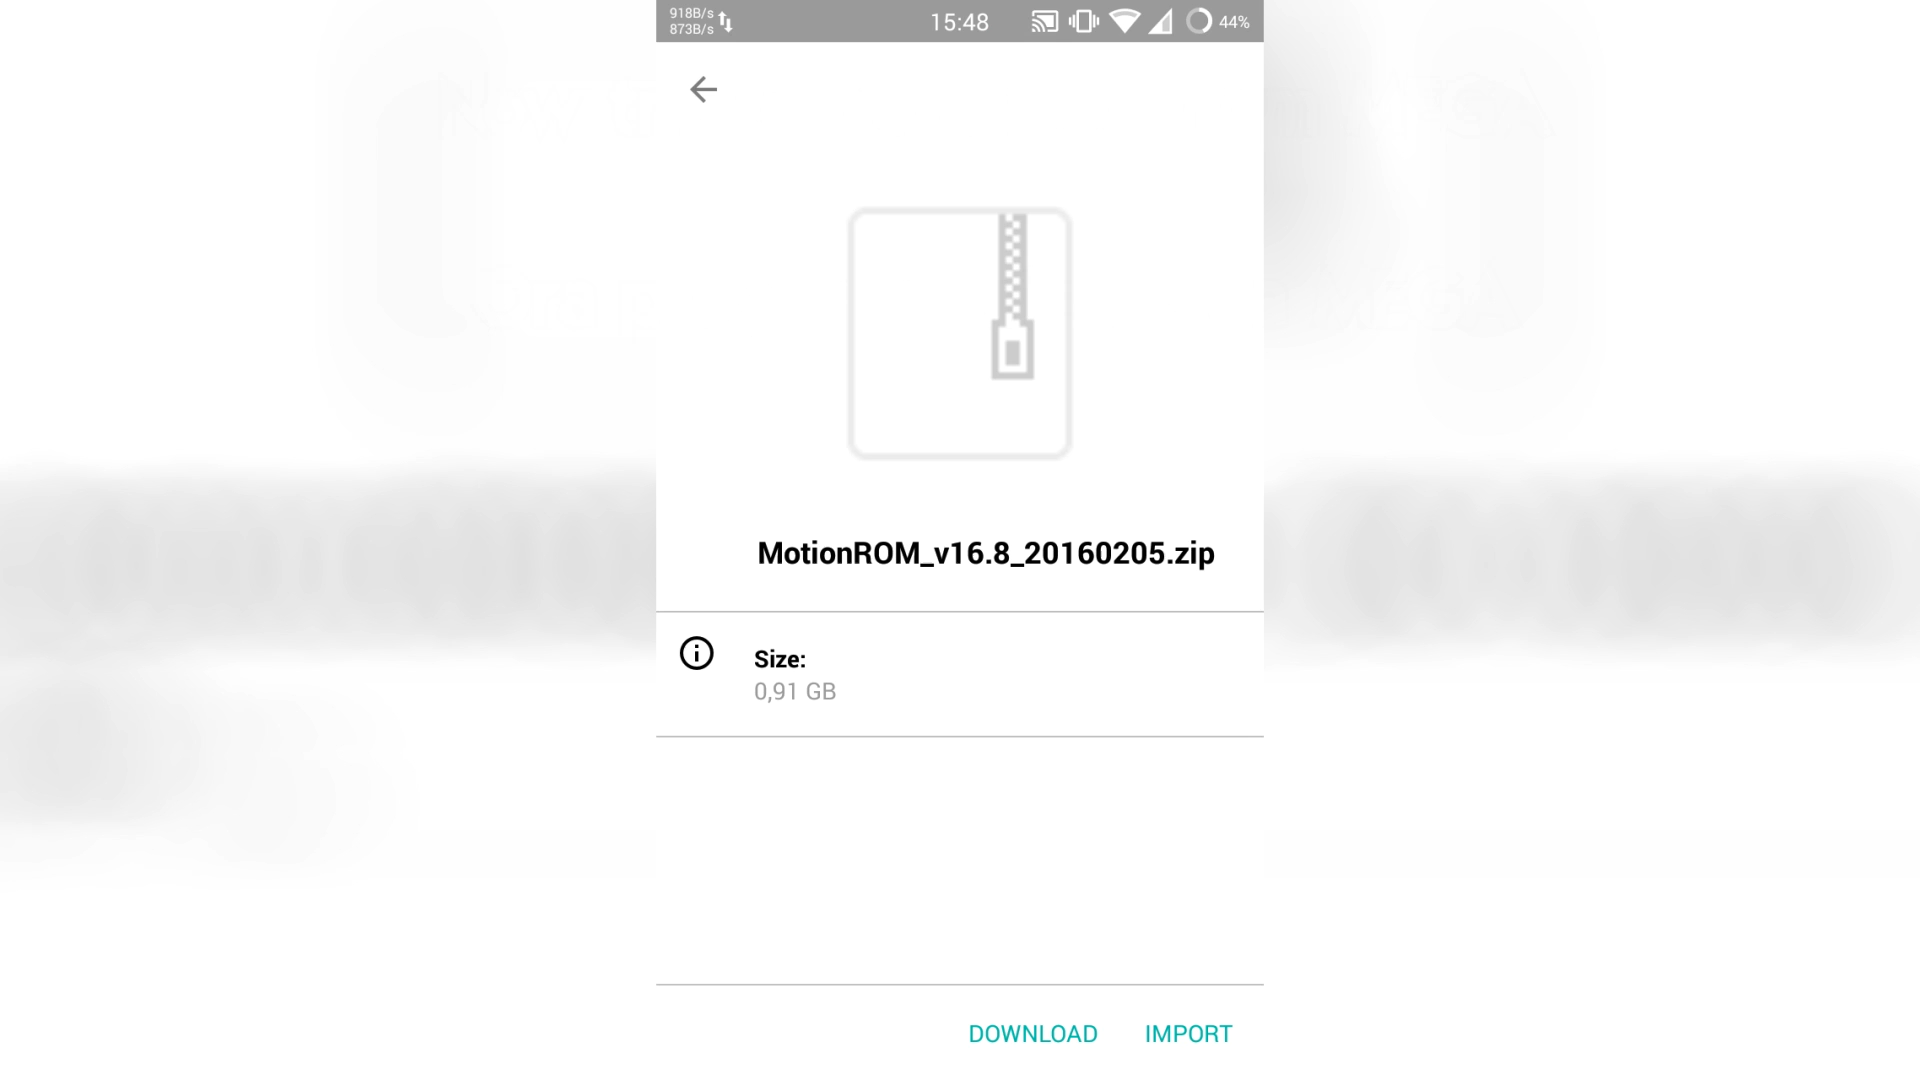 918B/s
873B/s
15:48
44%
MotionROM_v16.8_20160205.zip
Size:
0,91 GB
DOWNLOAD IMPORT